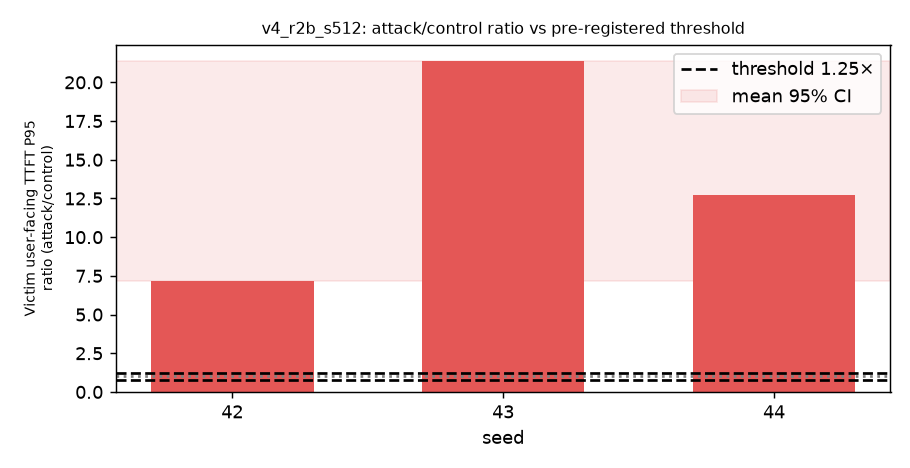 v4_r2b_s512: attack/control ratio vs pre-registered threshold
Victim user-facing TTFT P95
ratio (attack/control)
20.0
17.5
15.0
12.5
10.0
7.5
5.0
2.5
0.0
threshold 1.25×
mean 95% CI
42
43
44
seed